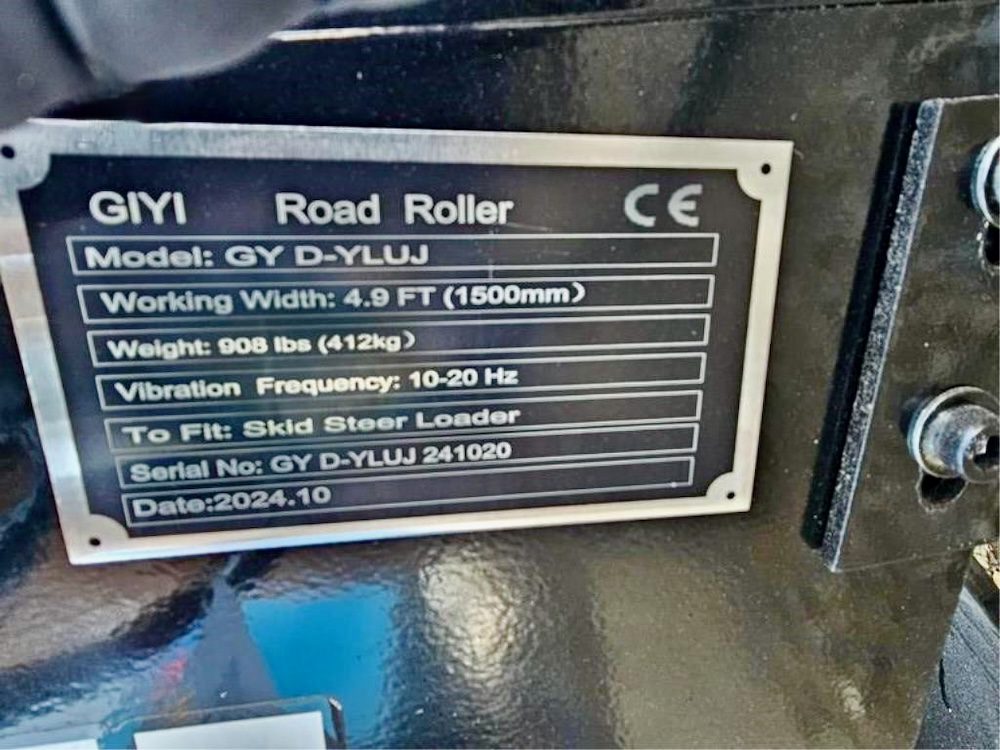 GIYI Road Roller CE
Model: GY D-YLUJ
Working Width: 4.9 FT (1500mm）
Weight: 908 lbs (412kg）
Vibration Frequency: 10-20 Hz
To Fit: Skid Steer Loader
Serial No: GY D-YLUJ 241020
Date:2024.10